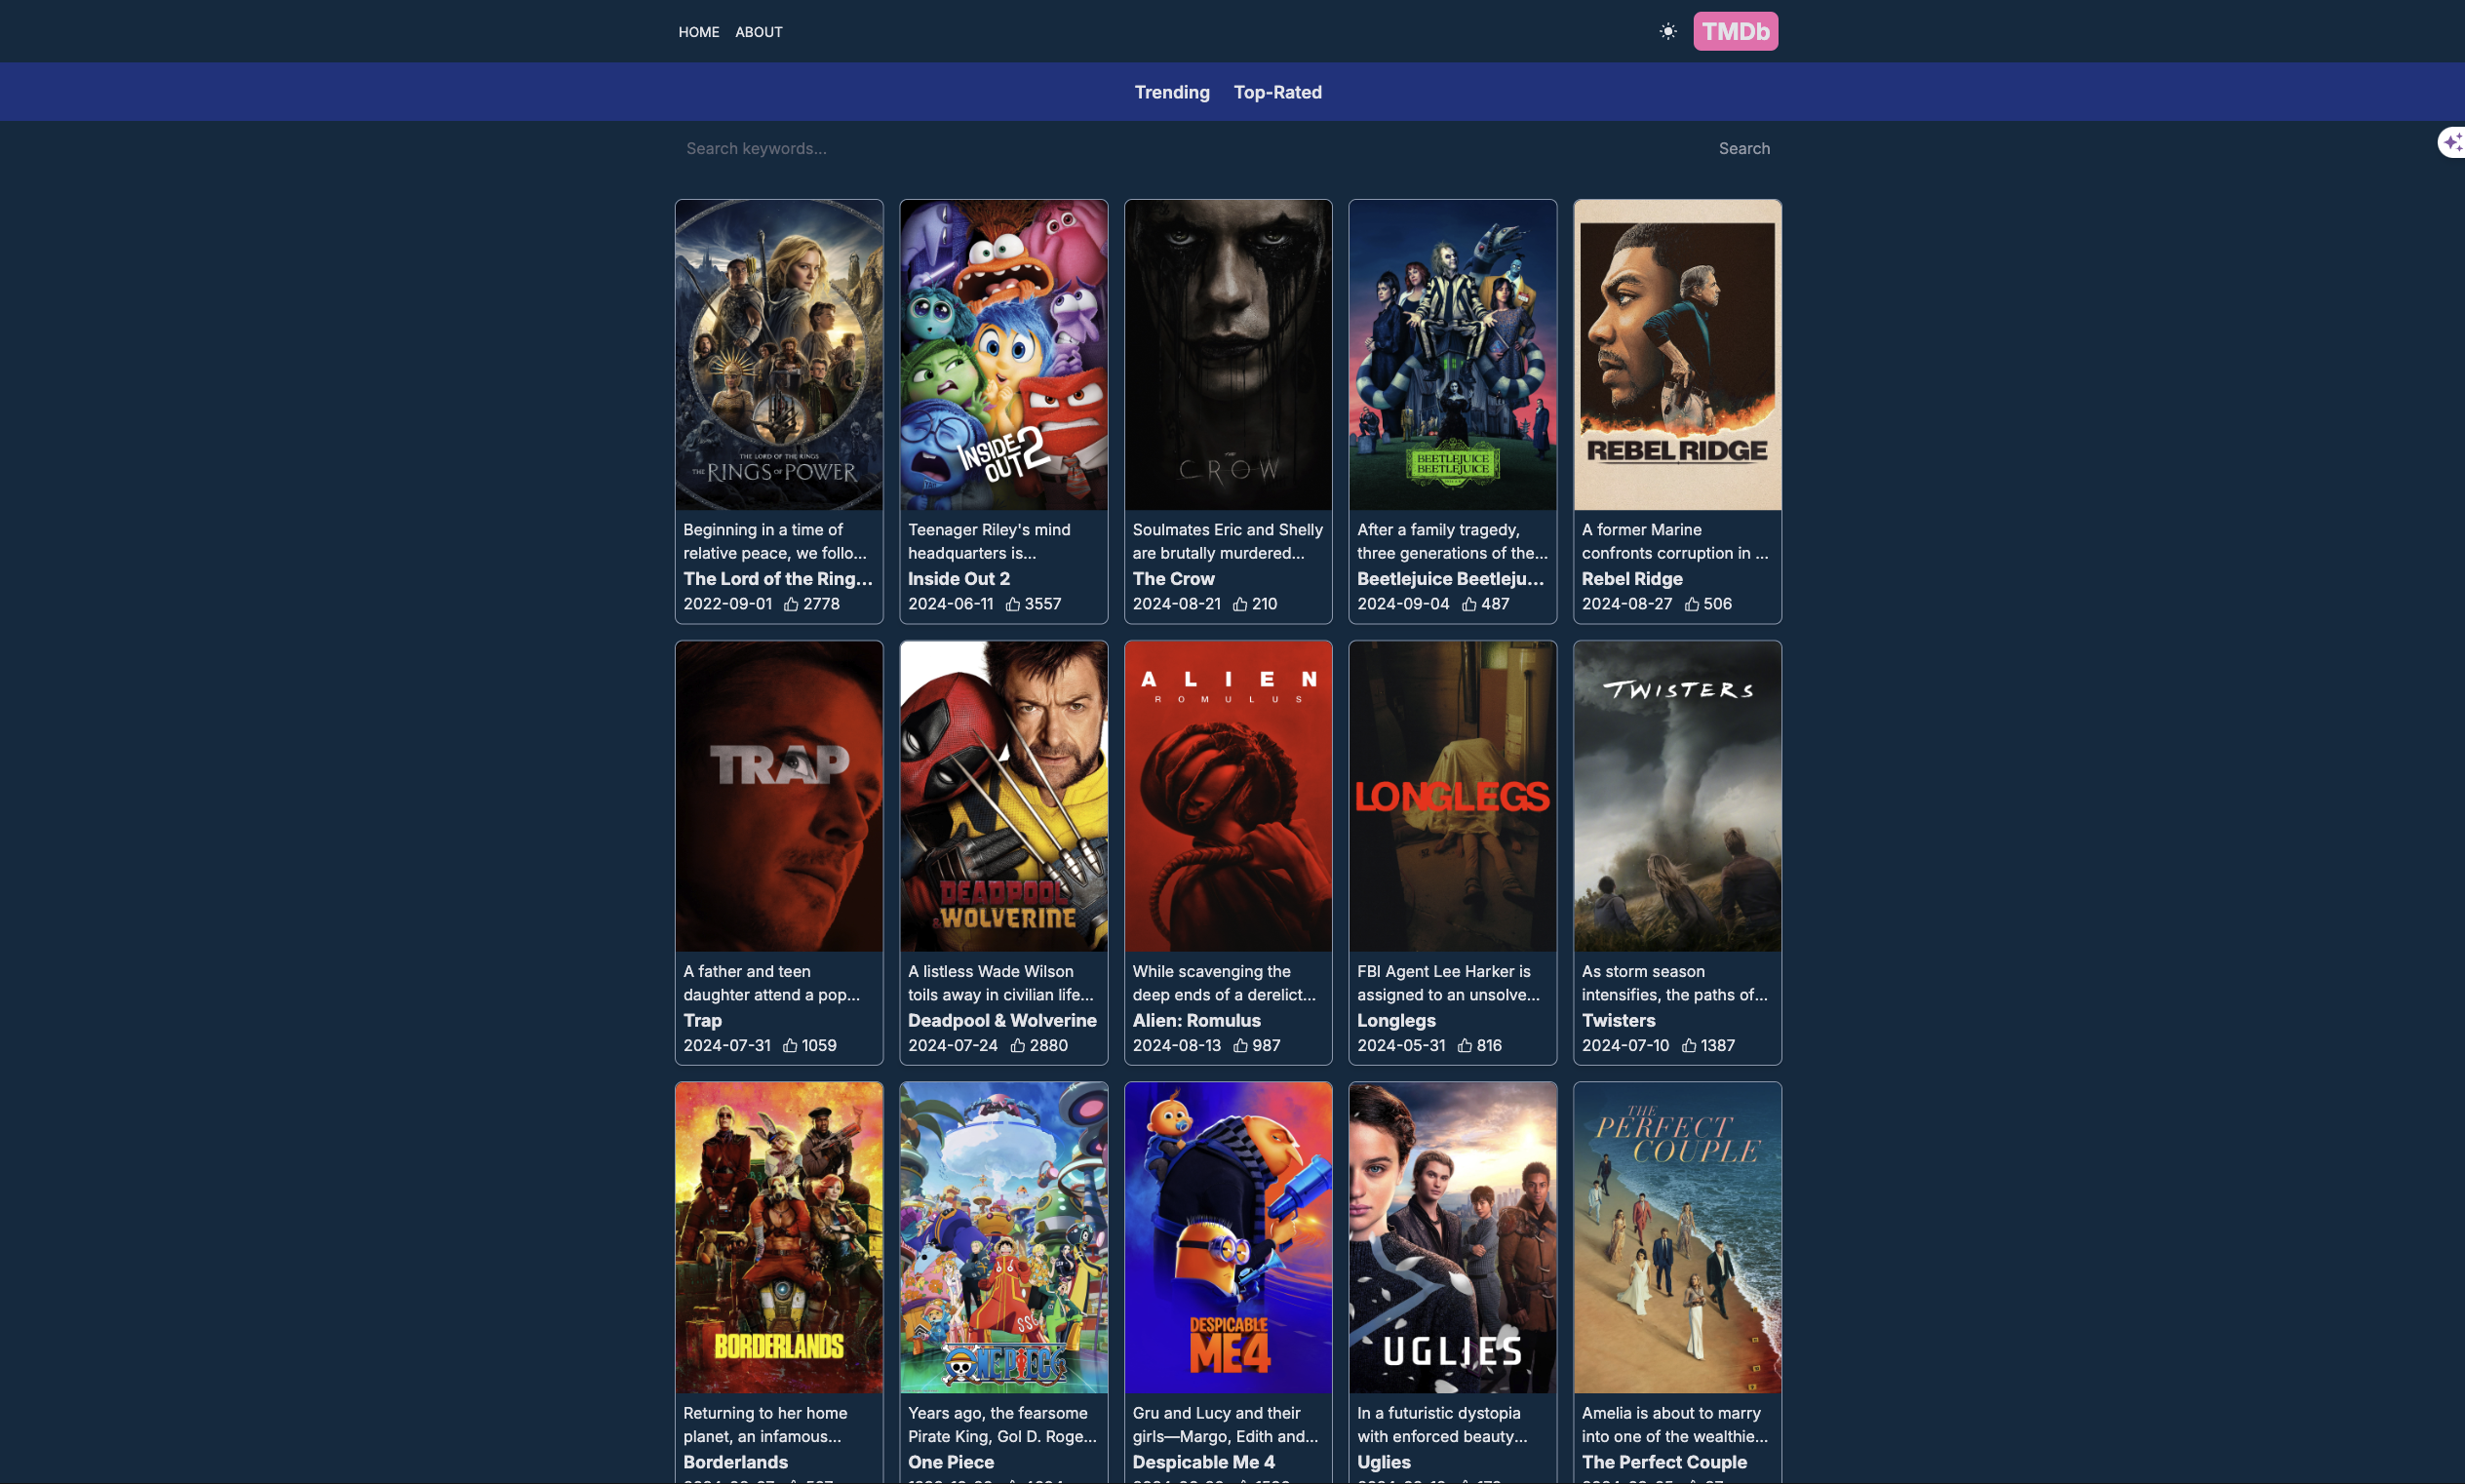 HOME ABOUT TMDb
Trending Top-Rated
Search keywords... Search
THE LORD OF THE RINGS
THE RINGS OF POWER
INSIDE OUT 2
THE CROW
BEETLEJUICE
BEETLEJUICE
REBEL RIDGE
Beginning in a time of
relative peace, we follo...
The Lord of the Ring...
2022-09-01 2778
Teenager Riley's mind
headquarters is...
Inside Out 2
2024-06-11 3557
Soulmates Eric and Shelly
are brutally murdered...
The Crow
2024-08-21 210
After a family tragedy,
three generations of the...
Beetlejuice Beetleju...
2024-09-04 487
A former Marine
confronts corruption in ...
Rebel Ridge
2024-08-27 506
TRAP
DEADPOOL
& WOLVERINE
ALIEN
ROMULUS
LONGLEGS
TWISTERS
A father and teen
daughter attend a pop...
Trap
2024-07-31 1059
A listless Wade Wilson
toils away in civilian life...
Deadpool & Wolverine
2024-07-24 2880
While scavenging the
deep ends of a derelict...
Alien: Romulus
2024-08-13 987
FBI Agent Lee Harker is
assigned to an unsolve...
Longlegs
2024-05-31 816
As storm season
intensifies, the paths of...
Twisters
2024-07-10 1387
BORDERLANDS
ONE PIECE
DESPICABLE
ME 4
UGLIES
THE
PERFECT
COUPLE
Returning to her home
planet, an infamous...
Borderlands
Years ago, the fearsome
Pirate King, Gol D. Roge...
One Piece
Gru and Lucy and their
girls—Margo, Edith and...
Despicable Me 4
In a futuristic dystopia
with enforced beauty...
Uglies
Amelia is about to marry
into one of the wealthie...
The Perfect Couple